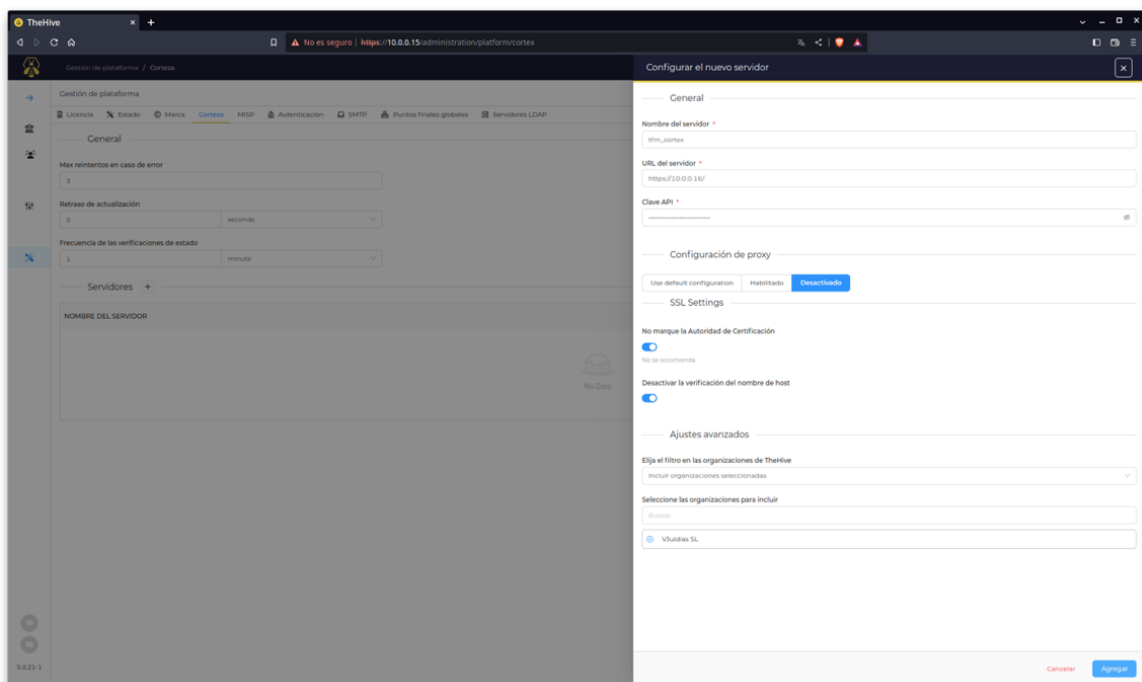 TheHive
No es seguro | https://10.0.0.15/administration/platform/cortex
Gestión de plataforma / Corteza
Gestión de plataforma
Licencia Estado Marca Corteza MISP Autenticación SMTP Puntos finales globales Servidores LDAP
General
Max reintentos en caso de error
3
Retraso de actualización
5 seconds
Frecuencia de las verificaciones de estado
1 minute
Servidores +
NOMBRE DEL SERVIDOR
No Data
5.0.21-1
Configurar el nuevo servidor
General
Nombre del servidor *
tfm_cortex
URL del servidor *
https://10.0.0.16/
Clave API *
Configuración de proxy
Use default configuration Habilitado Desactivado
SSL Settings
No marque la Autoridad de Certificación
No se recomienda
Desactivar la verificación del nombre de host
Ajustes avanzados
Elija el filtro en las organizaciones de TheHive
Incluir organizaciones seleccionadas
Seleccione las organizaciones para incluir
Buscar
VJuidias SL
Cancelar Agregar